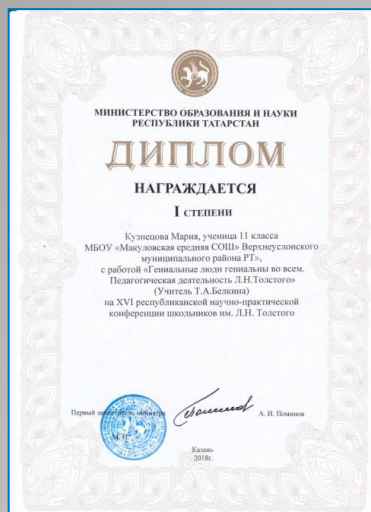 МИНИСТЕРСТВО ОБРАЗОВАНИЯ И НАУКИ
РЕСПУБЛИКИ ТАТАРСТАН
ДИПЛОМ
НАГРАЖДАЕТСЯ
I СТЕПЕНИ
Кузнецова Мария, ученица 11 класса
МБОУ «Макуловская средняя СОШ» Верхнеуслонского
муниципального района РТ»,
с работой «Гениальные люди гениальны во всем.
Педагогическая деятельность Л.Н.Толстого»
(Учитель Т.А.Белкина)
на XVI республиканской научно-практической
конференции школьников им. Л.Н. Толстого
Первый заместитель министра А. И. Поминов
М.П.
Казань
2018г.